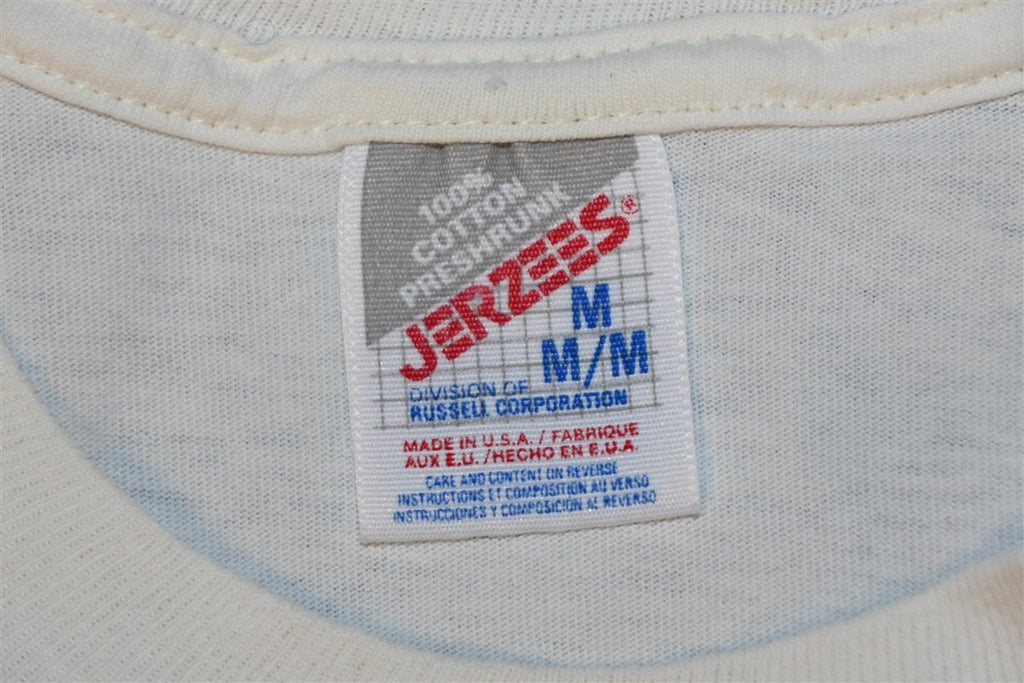 100%
COTTON
PRESHRUNK
JERZEES®
M
M/M
DIVISION OF
RUSSELL CORPORATION
MADE IN U.S.A. / FABRIQUE
AUX E.U. /HECHO EN E.U.A.
CARE AND CONTENT ON REVERSE
INSTRUCTIONS ET COMPOSITION AU VERSO
INSTRUCCIONES Y COMPOSICIÓN AL REVERSO